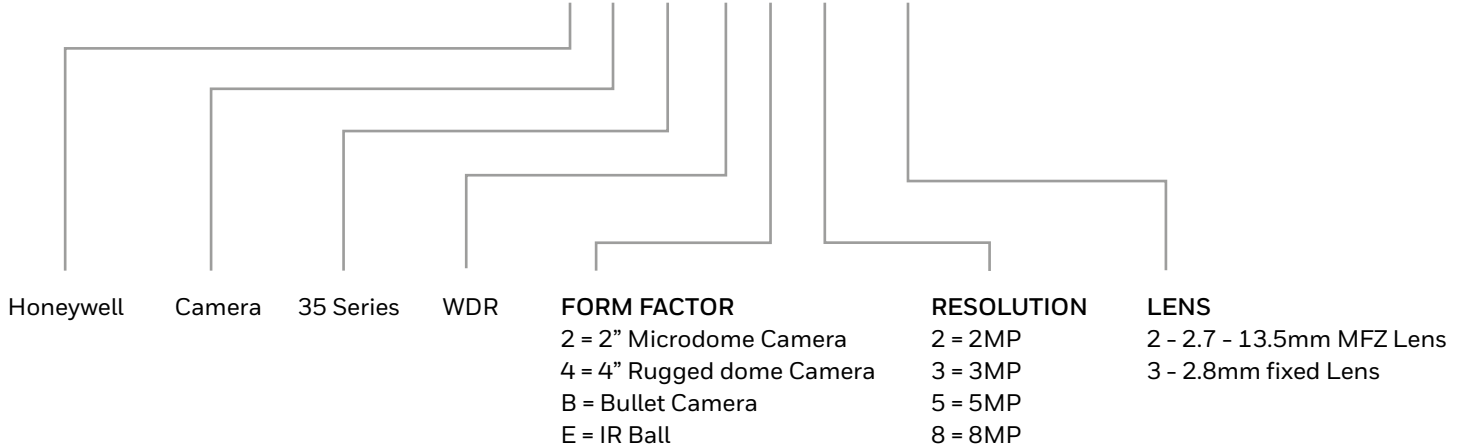 Honeywell Camera 35 Series WDR FORM FACTOR RESOLUTION LENS
2 = 2” Microdome Camera 2 = 2MP 2 - 2.7 - 13.5mm MFZ Lens
4 = 4” Rugged dome Camera 3 = 3MP 3 - 2.8mm fixed Lens
B = Bullet Camera 5 = 5MP
E = IR Ball 8 = 8MP